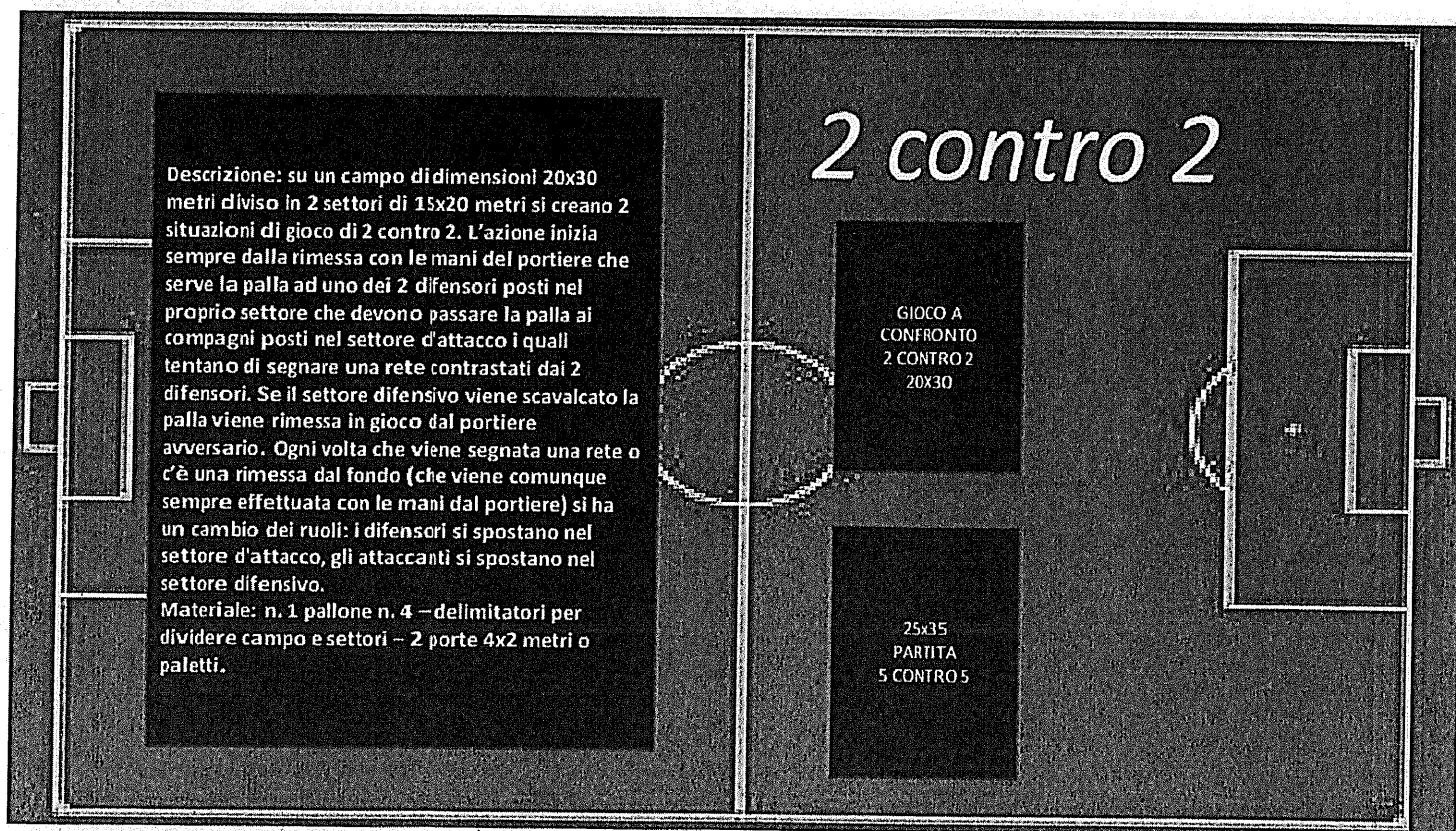 2 contro 2
Descrizione: su un campo di dimensioni 20x30
metri diviso in 2 settori di 15x20 metri si creano 2
situazioni di gioco di 2 contro 2. L'azione inizia
sempre dalla rimessa con le mani del portiere che
serve la palla ad uno dei 2 difensori posti nel
proprio settore che devono passare la palla ai
compagni posti nel settore d'attacco i quali
tentano di segnare una rete contrastati dai 2
difensori. Se il settore difensivo viene scavalcato la
palla viene rimessa in gioco dal portiere
avversario. Ogni volta che viene segnata una rete o
c'è una rimessa dal fondo (che viene comunque
sempre effettuata con le mani dal portiere) si ha
un cambio dei ruoli: i difensori si spostano nel
settore d'attacco, gli attaccanti si spostano nel
settore difensivo.
Materiale: n. 1 pallone n. 4 – delimitatori per
dividere campo e settori – 2 porte 4x2 metri o
paletti.
GIOCO A
CONFRONTO
2 CONTRO 2
20X30
25x35
PARTITA
5 CONTRO 5